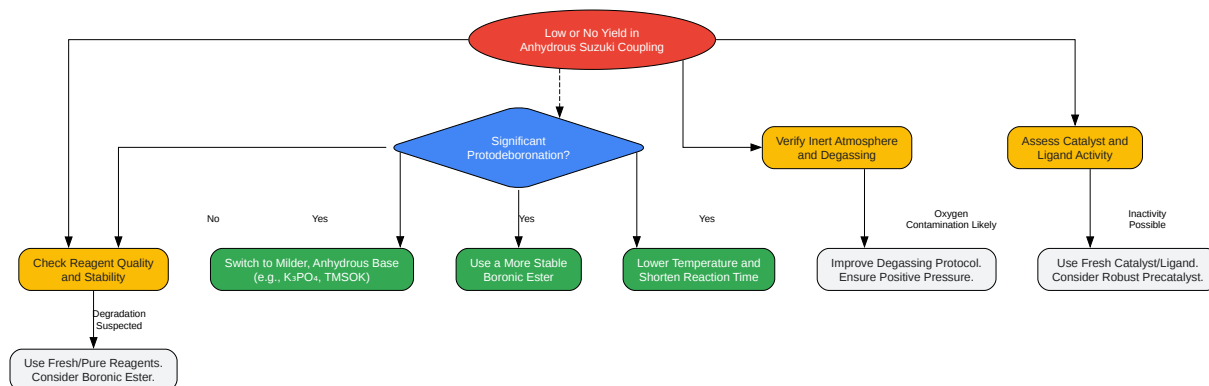 Low or No Yield in
Anhydrous Suzuki Coupling
Significant
Protodeboronation?
Verify Inert Atmosphere
and Degassing
Assess Catalyst and
Ligand Activity
No
Yes
Yes
Yes
Oxygen
Contamination Likely
Inactivity
Possible
Check Reagent Quality
and Stability
Switch to Milder, Anhydrous Base
(e.g., K₃PO₄, TMSOK)
Use a More Stable
Boronic Ester
Lower Temperature and
Shorten Reaction Time
Improve Degassing Protocol.
Ensure Positive Pressure.
Use Fresh Catalyst/Ligand.
Consider Robust Precatalyst.
Degradation
Suspected
Use Fresh/Pure Reagents.
Consider Boronic Ester.